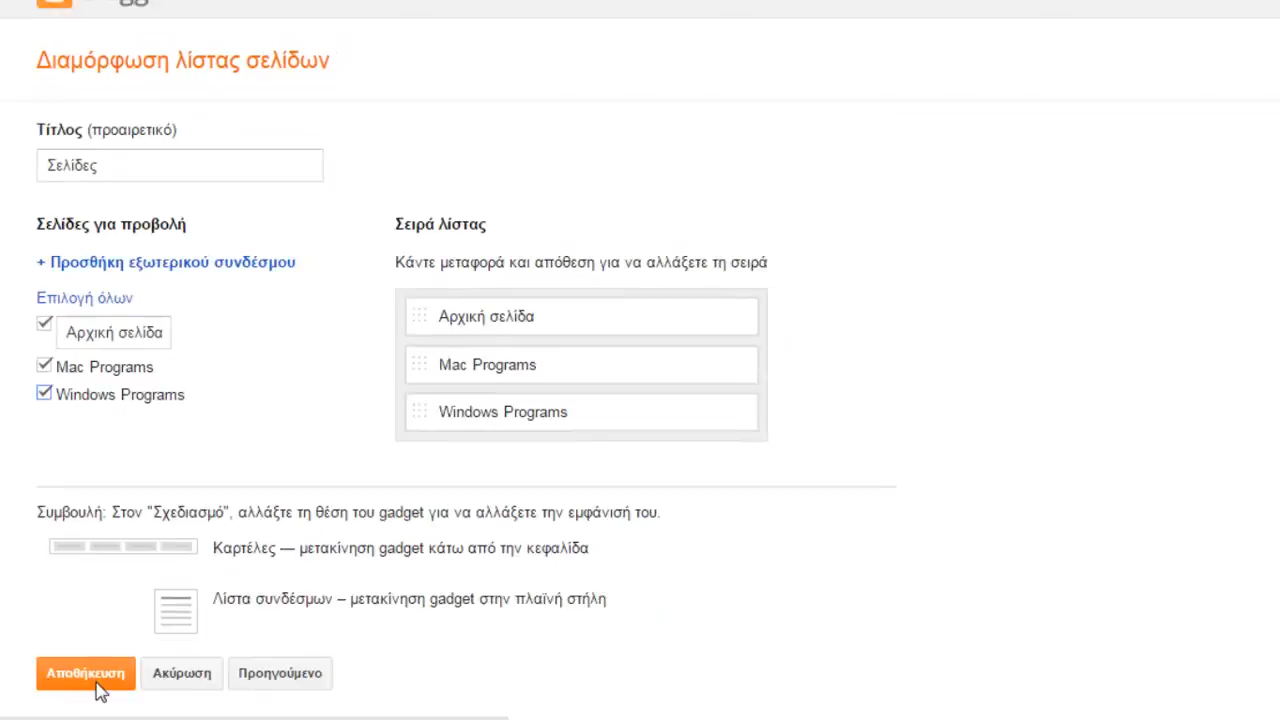 Διαμόρφωση λίστας σελίδων
Τίτλος (προαιρετικό)
Σελίδες
Σελίδες για προβολή
+ Προσθήκη εξωτερικού συνδέσμου
Επιλογή όλων
Αρχική σελίδα
Mac Programs
Windows Programs
Σειρά λίστας
Κάντε μεταφορά και απόθεση για να αλλάξετε τη σειρά
Αρχική σελίδα
Mac Programs
Windows Programs
Συμβουλή: Στον "Σχεδιασμό", αλλάξτε τη θέση του gadget για να αλλάξετε την εμφάνισή του.
Καρτέλες — μετακίνηση gadget κάτω από την κεφαλίδα
Λίστα συνδέσμων – μετακίνηση gadget στην πλαϊνή στήλη
Αποθήκευση Ακύρωση Προηγούμενο